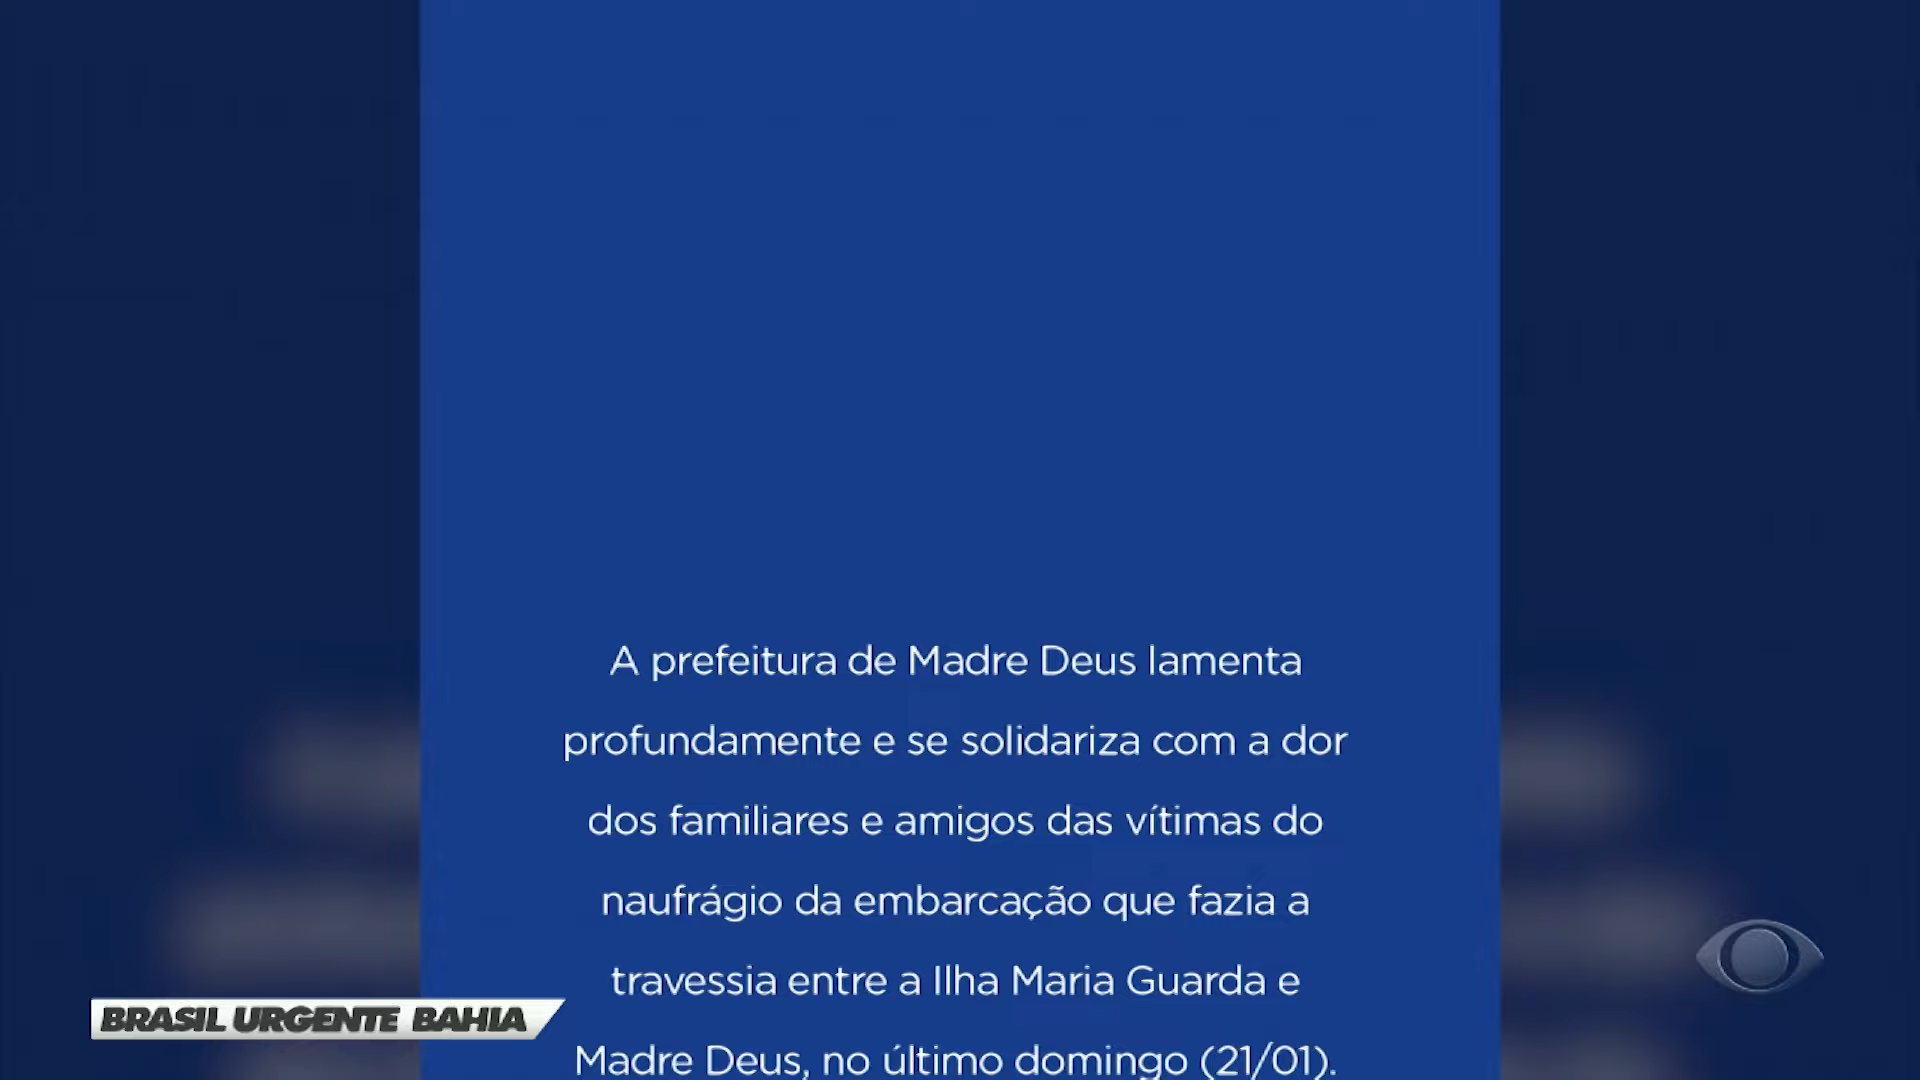 A prefeitura de Madre Deus lamenta
profundamente e se solidariza com a dor
dos familiares e amigos das vítimas do
naufrágio da embarcação que fazia a
travessia entre a Ilha Maria Guarda e
Madre Deus, no último domingo (21/01).
BRASIL URGENTE BAHIA